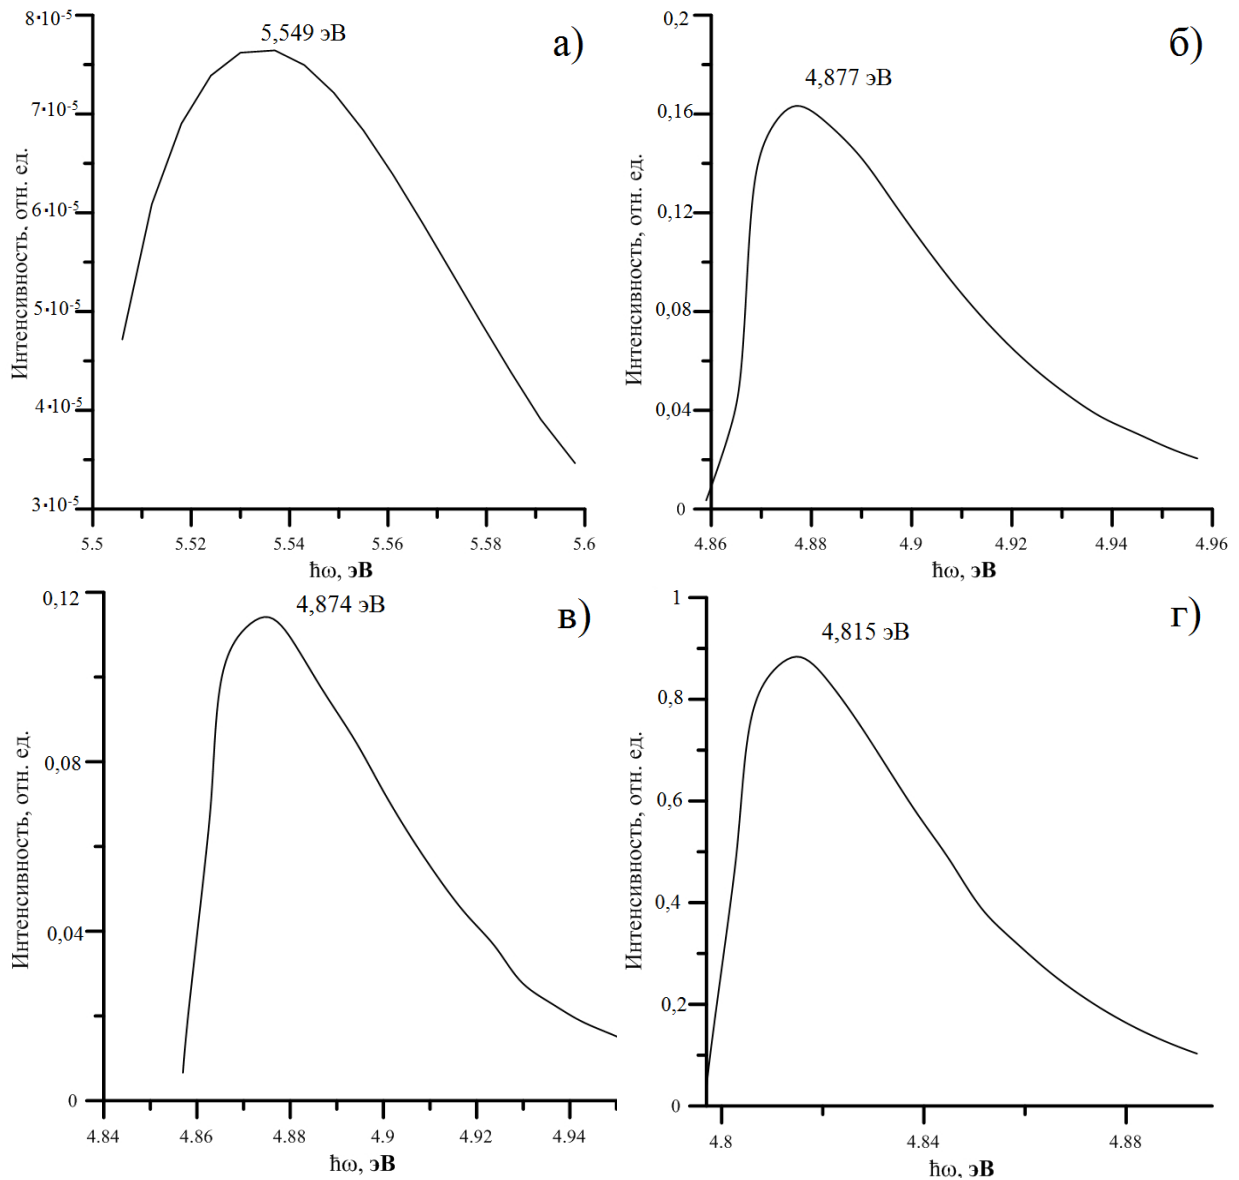 а)
5,549 эВ
8•10-5
7•10-5
6•10-5
5•10-5
4•10-5
3•10-5
Интенсивность. отн. ед.
5.5 5.52 5.54 5.56 5.58 5.6
ħω, эВ
б)
4,877 эВ
0,2
0,16
0,12
0,08
0,04
0
Интенсивность, отн. ед.
4.86 4.88 4.9 4.92 4.94 4.96
ħω, эВ
в)
4,874 эВ
0,12
0,08
0,04
0
Интенсивность, отн. ед.
4.84 4.86 4.88 4.9 4.92 4.94
ħω, эВ
г)
4,815 эВ
1
0,8
0,6
0,4
0,2
0
Интенсивность, отн. ед.
4.8 4.84 4.88
ħω, эВ